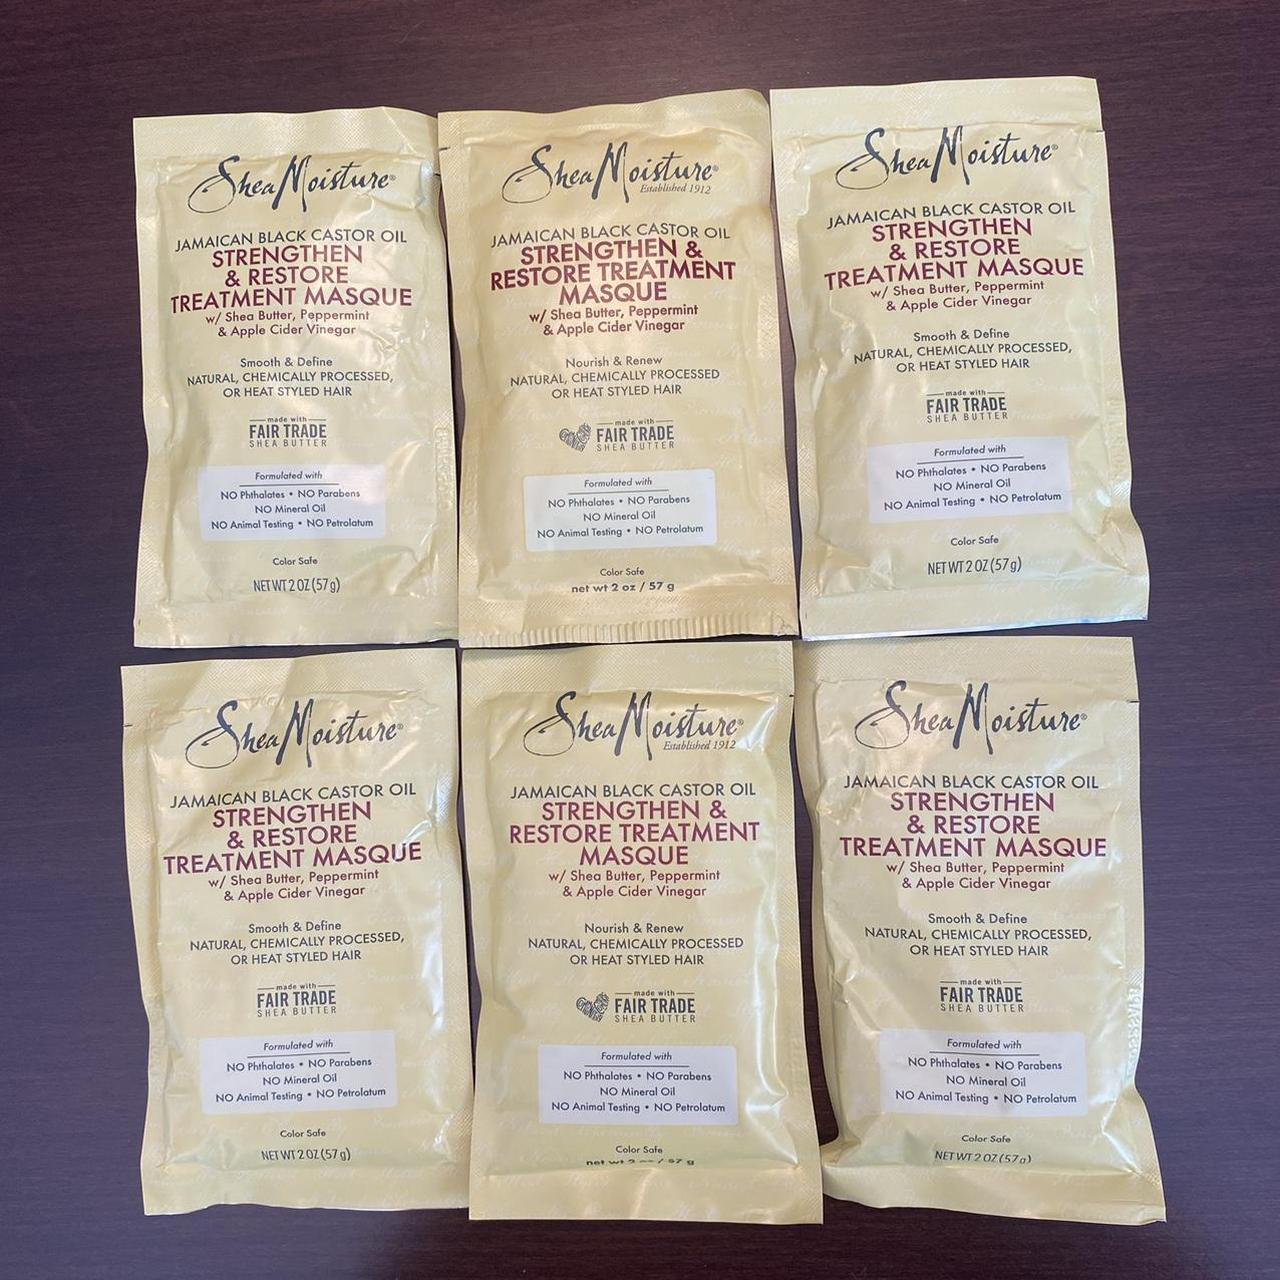 SheaMoisture®
JAMAICAN BLACK CASTOR OIL
STRENGTHEN
& RESTORE
TREATMENT MASQUE
w/ Shea Butter, Peppermint
& Apple Cider Vinegar
Smooth & Define
NATURAL, CHEMICALLY PROCESSED,
OR HEAT STYLED HAIR
made with
FAIR TRADE
SHEA BUTTER
Formulated with
NO Phthalates • NO Parabens
NO Mineral Oil
NO Animal Testing • NO Petrolatum
Color Safe
NET WT 2 OZ (57 g)
SheaMoisture®
Established 1912
JAMAICAN BLACK CASTOR OIL
STRENGTHEN &
RESTORE TREATMENT
MASQUE
w/ Shea Butter, Peppermint
& Apple Cider Vinegar
Nourish & Renew
NATURAL, CHEMICALLY PROCESSED
OR HEAT STYLED HAIR
made with
FAIR TRADE
SHEA BUTTER
Formulated with
NO Phthalates • NO Parabens
NO Mineral Oil
NO Animal Testing • NO Petrolatum
Color Safe
net wt 2 oz / 57 g
SheaMoisture®
JAMAICAN BLACK CASTOR OIL
STRENGTHEN
& RESTORE
TREATMENT MASQUE
w/ Shea Butter, Peppermint
& Apple Cider Vinegar
Smooth & Define
NATURAL, CHEMICALLY PROCESSED,
OR HEAT STYLED HAIR
made with
FAIR TRADE
SHEA BUTTER
Formulated with
NO Phthalates • NO Parabens
NO Mineral Oil
NO Animal Testing • NO Petrolatum
Color Safe
NET WT 2 OZ (57 g)
SheaMoisture®
JAMAICAN BLACK CASTOR OIL
STRENGTHEN
& RESTORE
TREATMENT MASQUE
w/ Shea Butter, Peppermint
& Apple Cider Vinegar
Smooth & Define
NATURAL, CHEMICALLY PROCESSED,
OR HEAT STYLED HAIR
made with
FAIR TRADE
SHEA BUTTER
Formulated with
NO Phthalates • NO Parabens
NO Mineral Oil
NO Animal Testing • NO Petrolatum
Color Safe
NET WT 2 OZ (57 g)
SheaMoisture®
Established 1912
JAMAICAN BLACK CASTOR OIL
STRENGTHEN &
RESTORE TREATMENT
MASQUE
w/ Shea Butter, Peppermint
& Apple Cider Vinegar
Nourish & Renew
NATURAL, CHEMICALLY PROCESSED
OR HEAT STYLED HAIR
made with
FAIR TRADE
SHEA BUTTER
Formulated with
NO Phthalates • NO Parabens
NO Mineral Oil
NO Animal Testing • NO Petrolatum
Color Safe
net wt 2 oz / 57 g
SheaMoisture®
JAMAICAN BLACK CASTOR OIL
STRENGTHEN
& RESTORE
TREATMENT MASQUE
w/ Shea Butter, Peppermint
& Apple Cider Vinegar
Smooth & Define
NATURAL, CHEMICALLY PROCESSED,
OR HEAT STYLED HAIR
made with
FAIR TRADE
SHEA BUTTER
Formulated with
NO Phthalates • NO Parabens
NO Mineral Oil
NO Animal Testing • NO Petrolatum
Color Safe
NET WT 2 OZ (57 g)